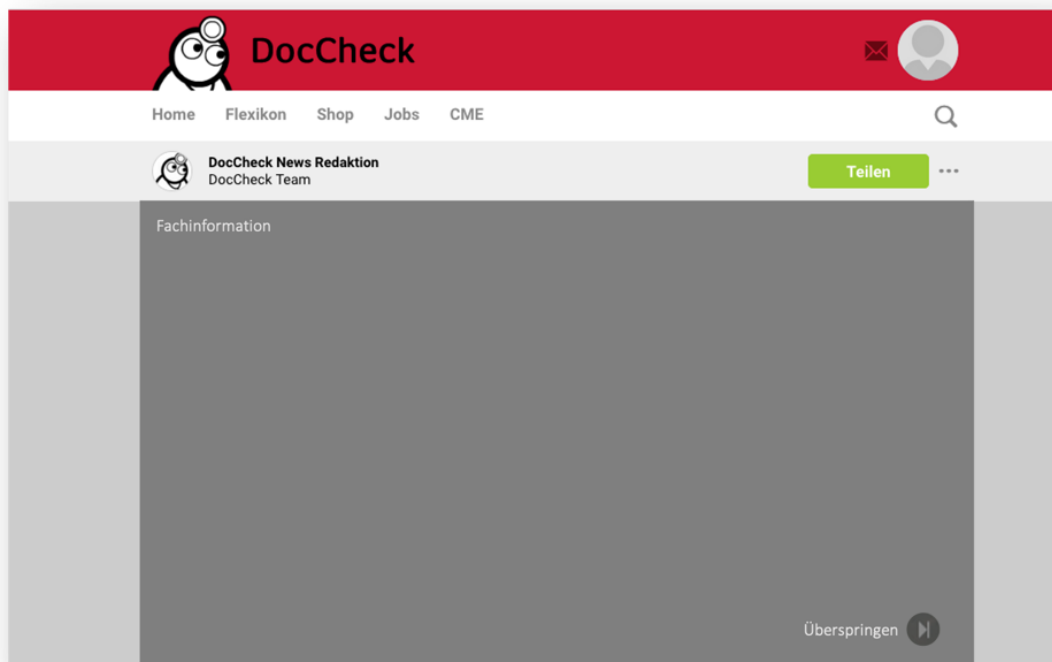 DocCheck
Home Flexikon Shop Jobs CME
DocCheck News Redaktion
DocCheck Team
Teilen
Fachinformation
Überspringen